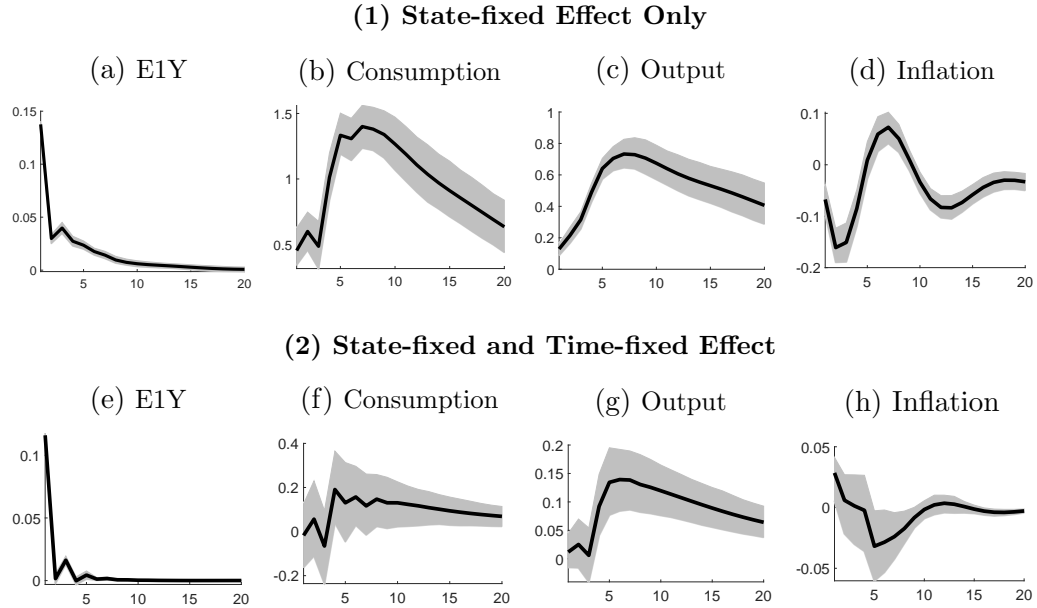 (1) State-fixed Effect Only
(a) E1Y
(b) Consumption
(c) Output
(d) Inflation
0.15
0.1
0.05
0
5 10 15 20
1.5
1
0.5
5 10 15 20
1
0.8
0.6
0.4
0.2
0
5 10 15 20
0.1
0
-0.1
-0.2
5 10 15 20
(2) State-fixed and Time-fixed Effect
(e) E1Y
(f) Consumption
(g) Output
(h) Inflation
0.1
0.05
0
5 10 15 20
0.4
0.2
0
-0.2
5 10 15 20
0.2
0.15
0.1
0.05
0
5 10 15 20
0.05
0
-0.05
5 10 15 20